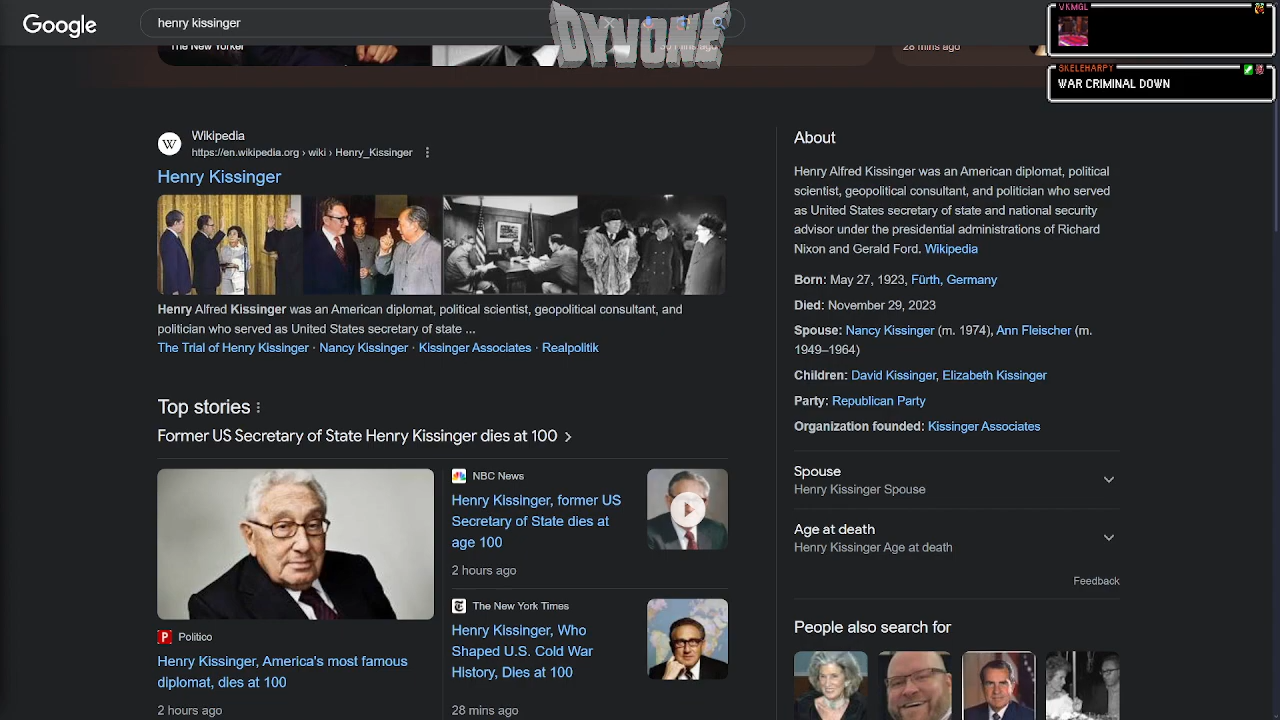 Google
henry kissinger
DYVONE
VKMGL
SKELEHARPY
WAR CRIMINAL DOWN
The New Yorker
30 mins ago
28 mins ago
W
Wikipedia
https://en.wikipedia.org › wiki › Henry_Kissinger
Henry Kissinger
Henry Alfred Kissinger was an American diplomat, political scientist, geopolitical consultant, and
politician who served as United States secretary of state ...
The Trial of Henry Kissinger · Nancy Kissinger · Kissinger Associates · Realpolitik
Top stories
Former US Secretary of State Henry Kissinger dies at 100
P Politico
Henry Kissinger, America's most famous
diplomat, dies at 100
2 hours ago
NBC News
Henry Kissinger, former US
Secretary of State dies at
age 100
2 hours ago
The New York Times
Henry Kissinger, Who
Shaped U.S. Cold War
History, Dies at 100
28 mins ago
About
Henry Alfred Kissinger was an American diplomat, political
scientist, geopolitical consultant, and politician who served
as United States secretary of state and national security
advisor under the presidential administrations of Richard
Nixon and Gerald Ford. Wikipedia
Born: May 27, 1923, Fürth, Germany
Died: November 29, 2023
Spouse: Nancy Kissinger (m. 1974), Ann Fleischer (m.
1949–1964)
Children: David Kissinger, Elizabeth Kissinger
Party: Republican Party
Organization founded: Kissinger Associates
Spouse
Henry Kissinger Spouse
Age at death
Henry Kissinger Age at death
Feedback
People also search for